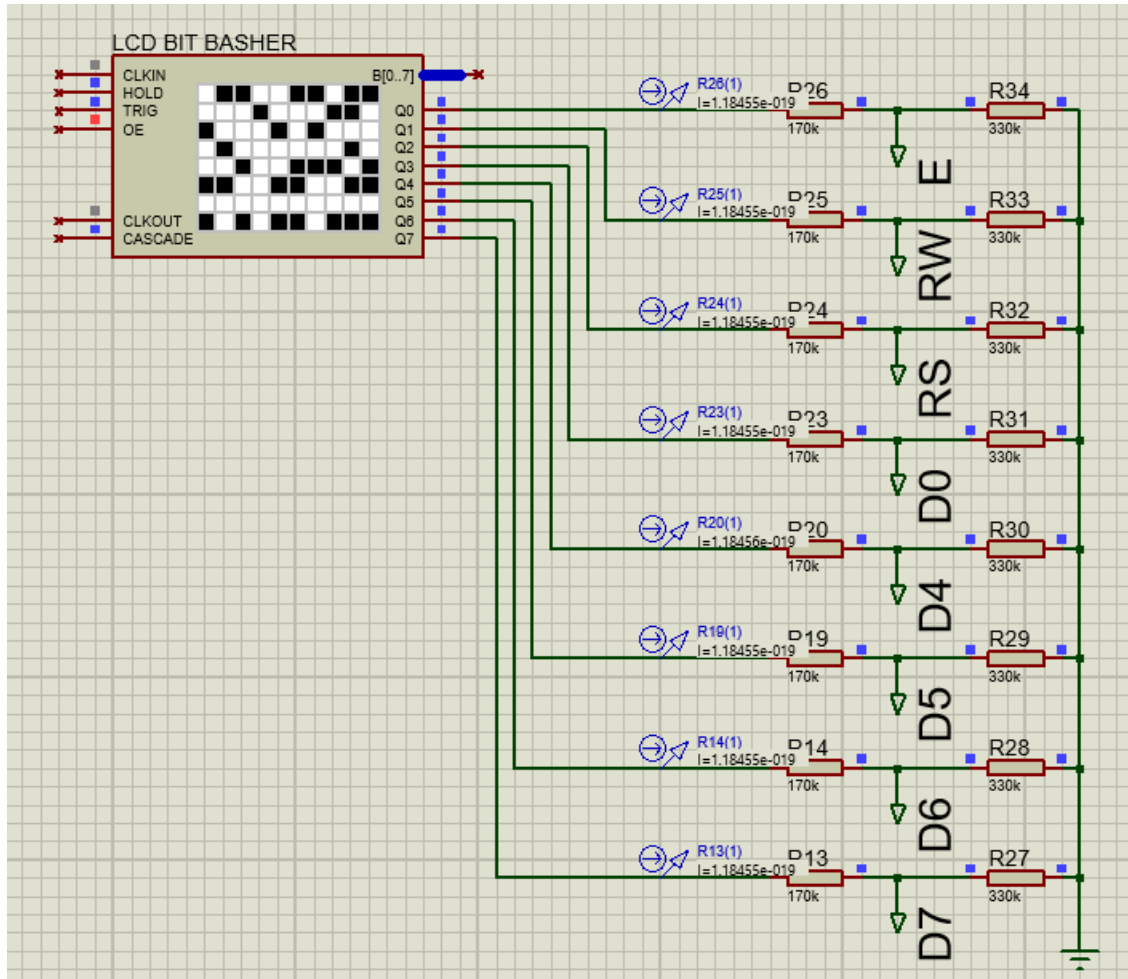 LCD BIT BASHER
CLKIN
HOLD
TRIG
OE
CLKOUT
CASCADE
B[0..7]
Q0
Q1
Q2
Q3
Q4
Q5
Q6
Q7
R26(1)
I=1.18455e-019
R26
170k
R34
330k
E
R25(1)
I=1.18455e-019
R25
170k
R33
330k
RW
R24(1)
I=1.18455e-019
R24
170k
R32
330k
RS
R23(1)
I=1.18455e-019
R23
170k
R31
330k
D0
R20(1)
I=1.18456e-019
R20
170k
R30
330k
D4
R19(1)
I=1.18455e-019
R19
170k
R29
330k
D5
R14(1)
I=1.18455e-019
R14
170k
R28
330k
D6
R13(1)
I=1.18455e-019
R13
170k
R27
330k
D7